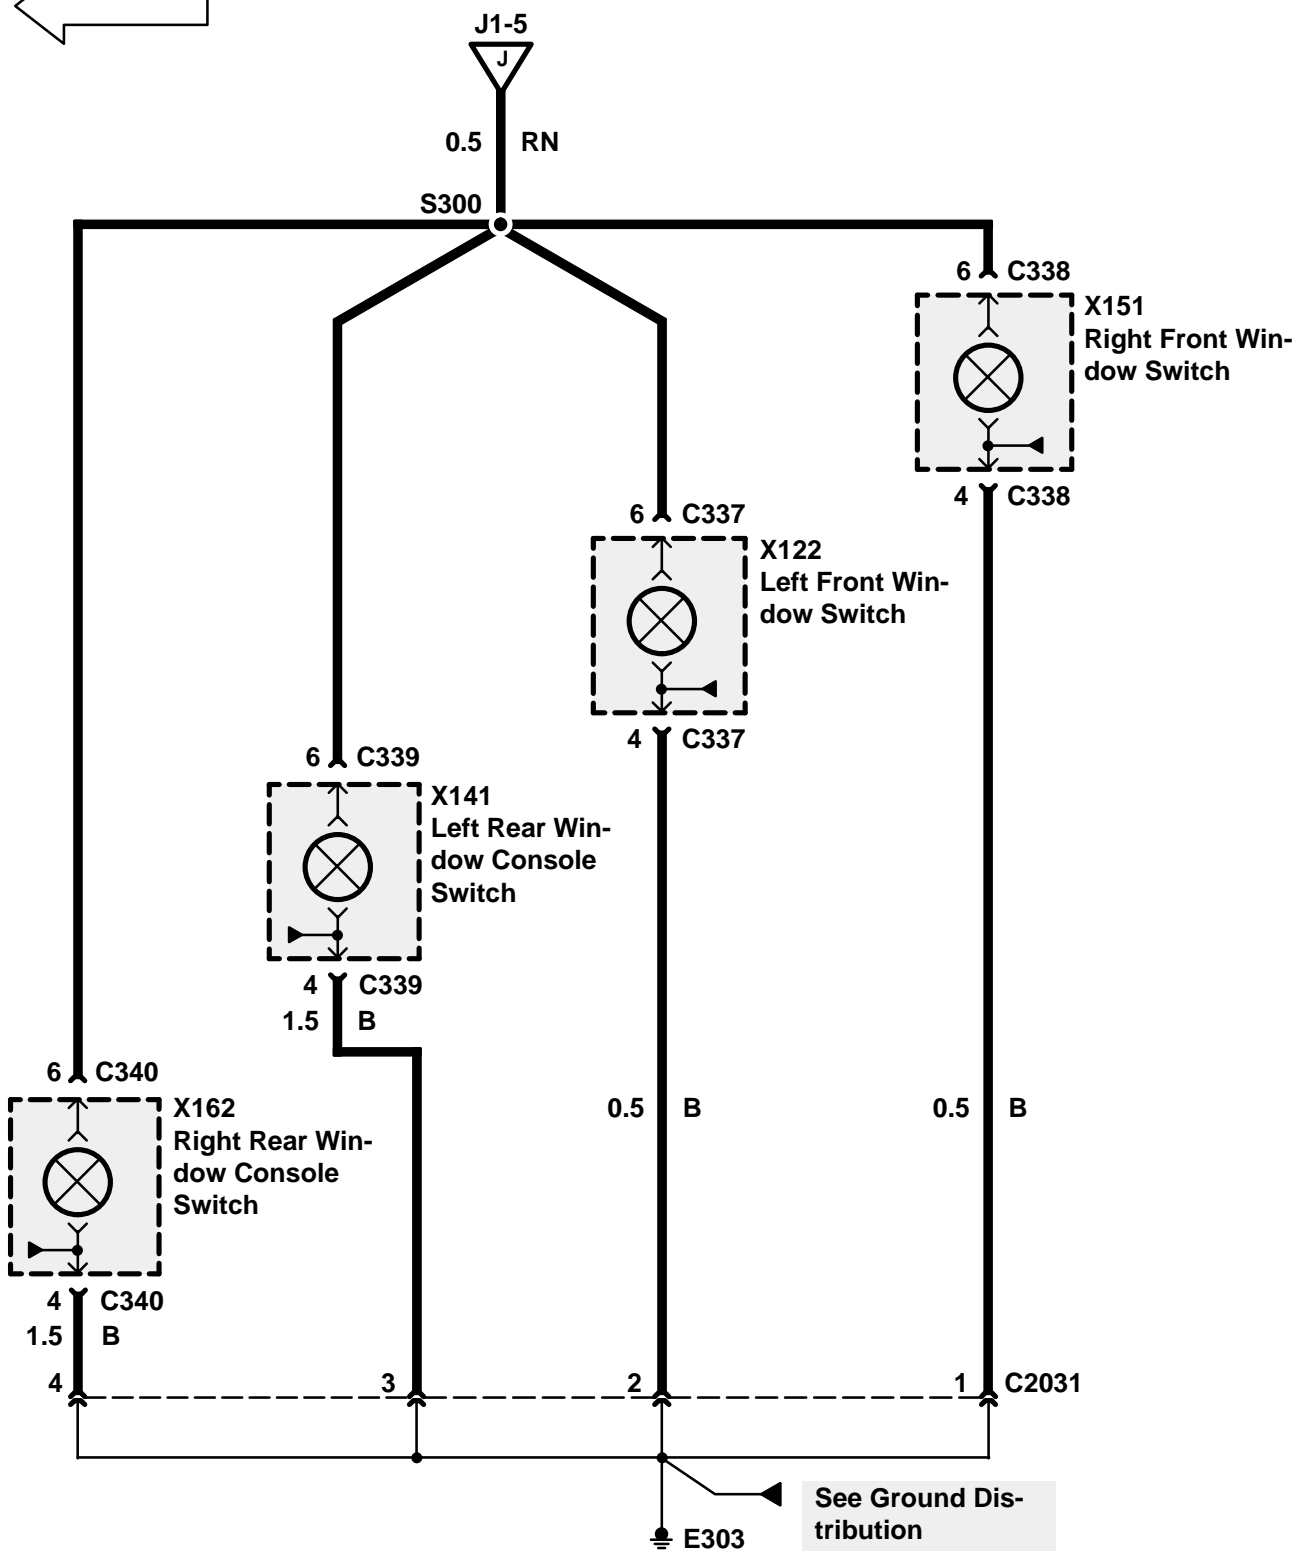 J1-5
J
0.5 RN
S300
6 C338
X151
Right Front Win-
dow Switch
4 C338
6 C337
X122
Left Front Win-
dow Switch
4 C337
6 C339
X141
Left Rear Win-
dow Console
Switch
4 C339
1.5 B
6 C340
X162
Right Rear Win-
dow Console
Switch
0.5 B
0.5 B
4 C340
1.5 B
4 3 2 1 C2031
See Ground Dis-
tribution
E303